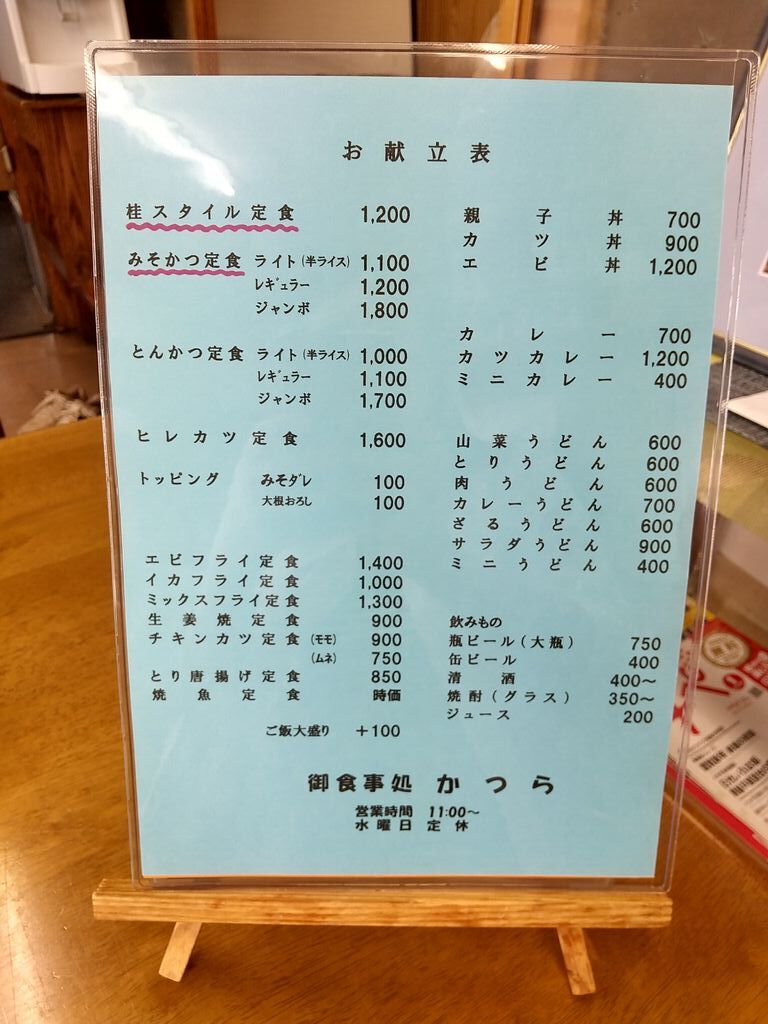 お献立表
桂スタイル定食 1,200
みそかつ定食 ライト(半ライス) 1,100
レギュラー 1,200
ジャンボ 1,800
とんかつ定食 ライト(半ライス) 1,000
レギュラー 1,100
ジャンボ 1,700
ヒレカツ定食 1,600
トッピング みそダレ 100
大根おろし 100
エビフライ定食 1,400
イカフライ定食 1,000
ミックスフライ定食 1,300
生姜焼定食 900
チキンカツ定食(モモ) 900
(ムネ) 750
とり唐揚げ定食 850
焼魚定食 時価
ご飯大盛り +100
親子丼 700
カツ丼 900
エビ丼 1,200
カレー 700
カツカレー 1,200
ミニカレー 400
山菜うどん 600
とりうどん 600
肉うどん 600
カレーうどん 700
ざるうどん 600
サラダうどん 900
ミニうどん 400
飲みもの
瓶ビール(大瓶) 750
缶ビール 400
清酒 400〜
焼酎(グラス) 350〜
ジュース 200
御食事処 かつら
営業時間 11:00〜
水曜日 定休